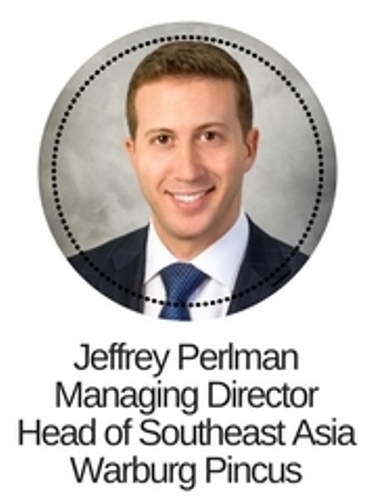 Jeffrey Perlman
Managing Director
Head of Southeast Asia
Warburg Pincus